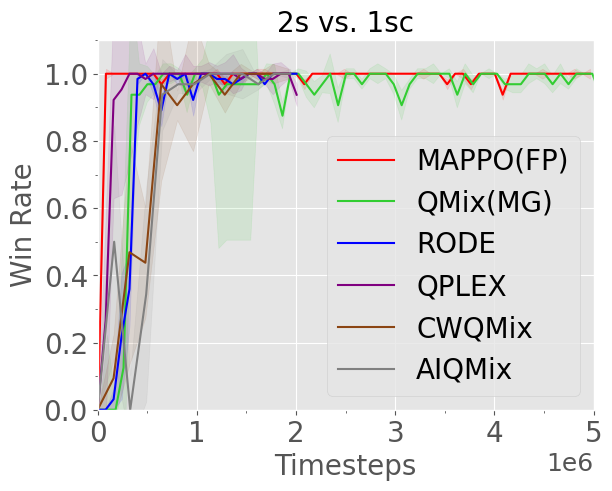 2s vs. 1sc
Win Rate
1.0
0.8
0.6
0.4
0.2
0.0
MAPPO(FP)
QMix(MG)
RODE
QPLEX
CWQMix
AIQMix
0 1 2 3 4 5
Timesteps
1e6